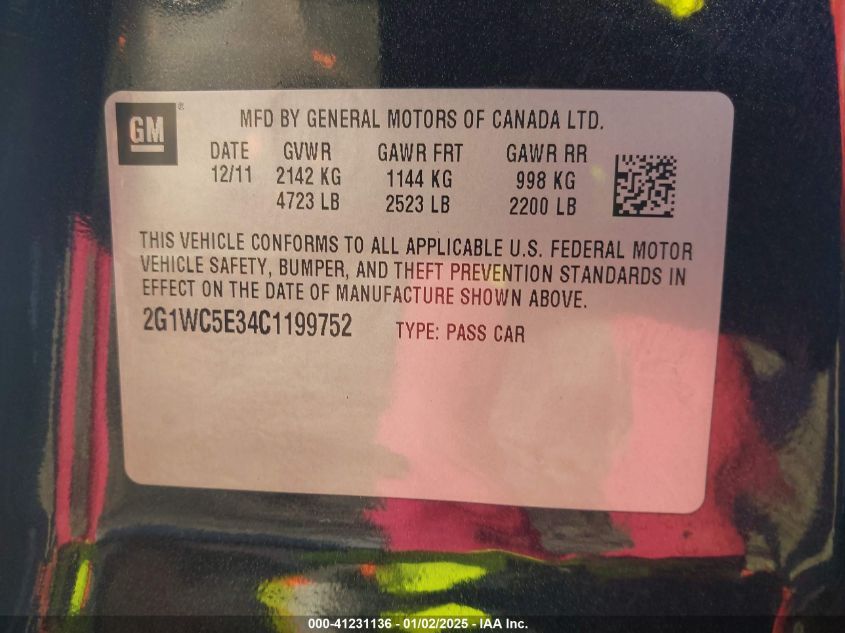 GM®
MFD BY GENERAL MOTORS OF CANADA LTD.
DATE GVWR GAWR FRT GAWR RR
12/11 2142 KG 1144 KG 998 KG
4723 LB 2523 LB 2200 LB
THIS VEHICLE CONFORMS TO ALL APPLICABLE U.S. FEDERAL MOTOR
VEHICLE SAFETY, BUMPER, AND THEFT PREVENTION STANDARDS IN
EFFECT ON THE DATE OF MANUFACTURE SHOWN ABOVE.
2G1WC5E34C1199752 TYPE: PASS CAR
000-41231136 - 01/02/2025 - IAA Inc.